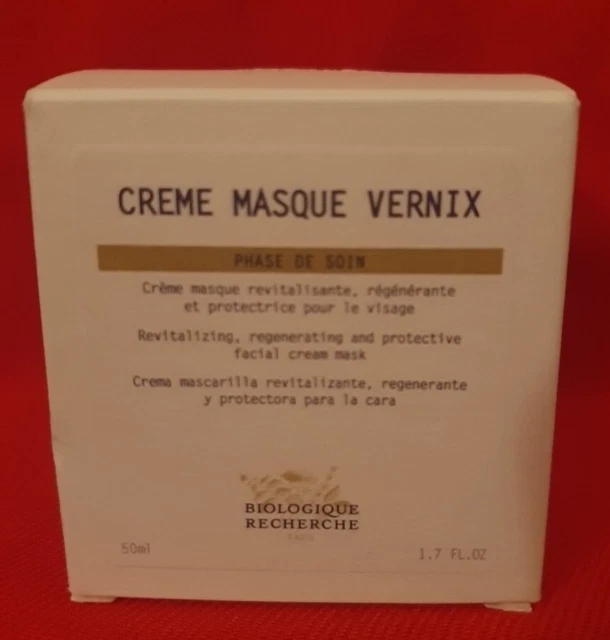 CREME MASQUE VERNIX
PHASE DE SOIN
Crème masque revitalisante, régénérante
et protectrice pour le visage
Revitalizing, regenerating and protective
facial cream mask
Crema mascarilla revitalizante, regenerante
y protectora para la cara
BIOLOGIQUE
RECHERCHE
PARIS
50ml
1.7 FL.OZ